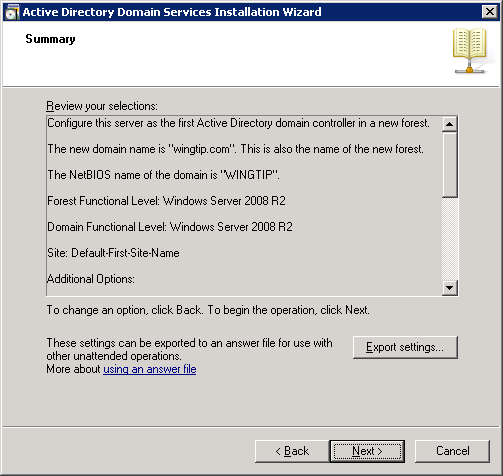 Active Directory Domain Services Installation Wizard
Summary
Review your selections:
Configure this server as the first Active Directory domain controller in a new forest.
The new domain name is "wingtip.com". This is also the name of the new forest.
The NetBIOS name of the domain is "WINGTIP".
Forest Functional Level: Windows Server 2008 R2
Domain Functional Level: Windows Server 2008 R2
Site: Default-First-Site-Name
Additional Options:
To change an option, click Back. To begin the operation, click Next.
These settings can be exported to an answer file for use with
other unattended operations.
More about using an answer file
Export settings...
< Back
Next >
Cancel